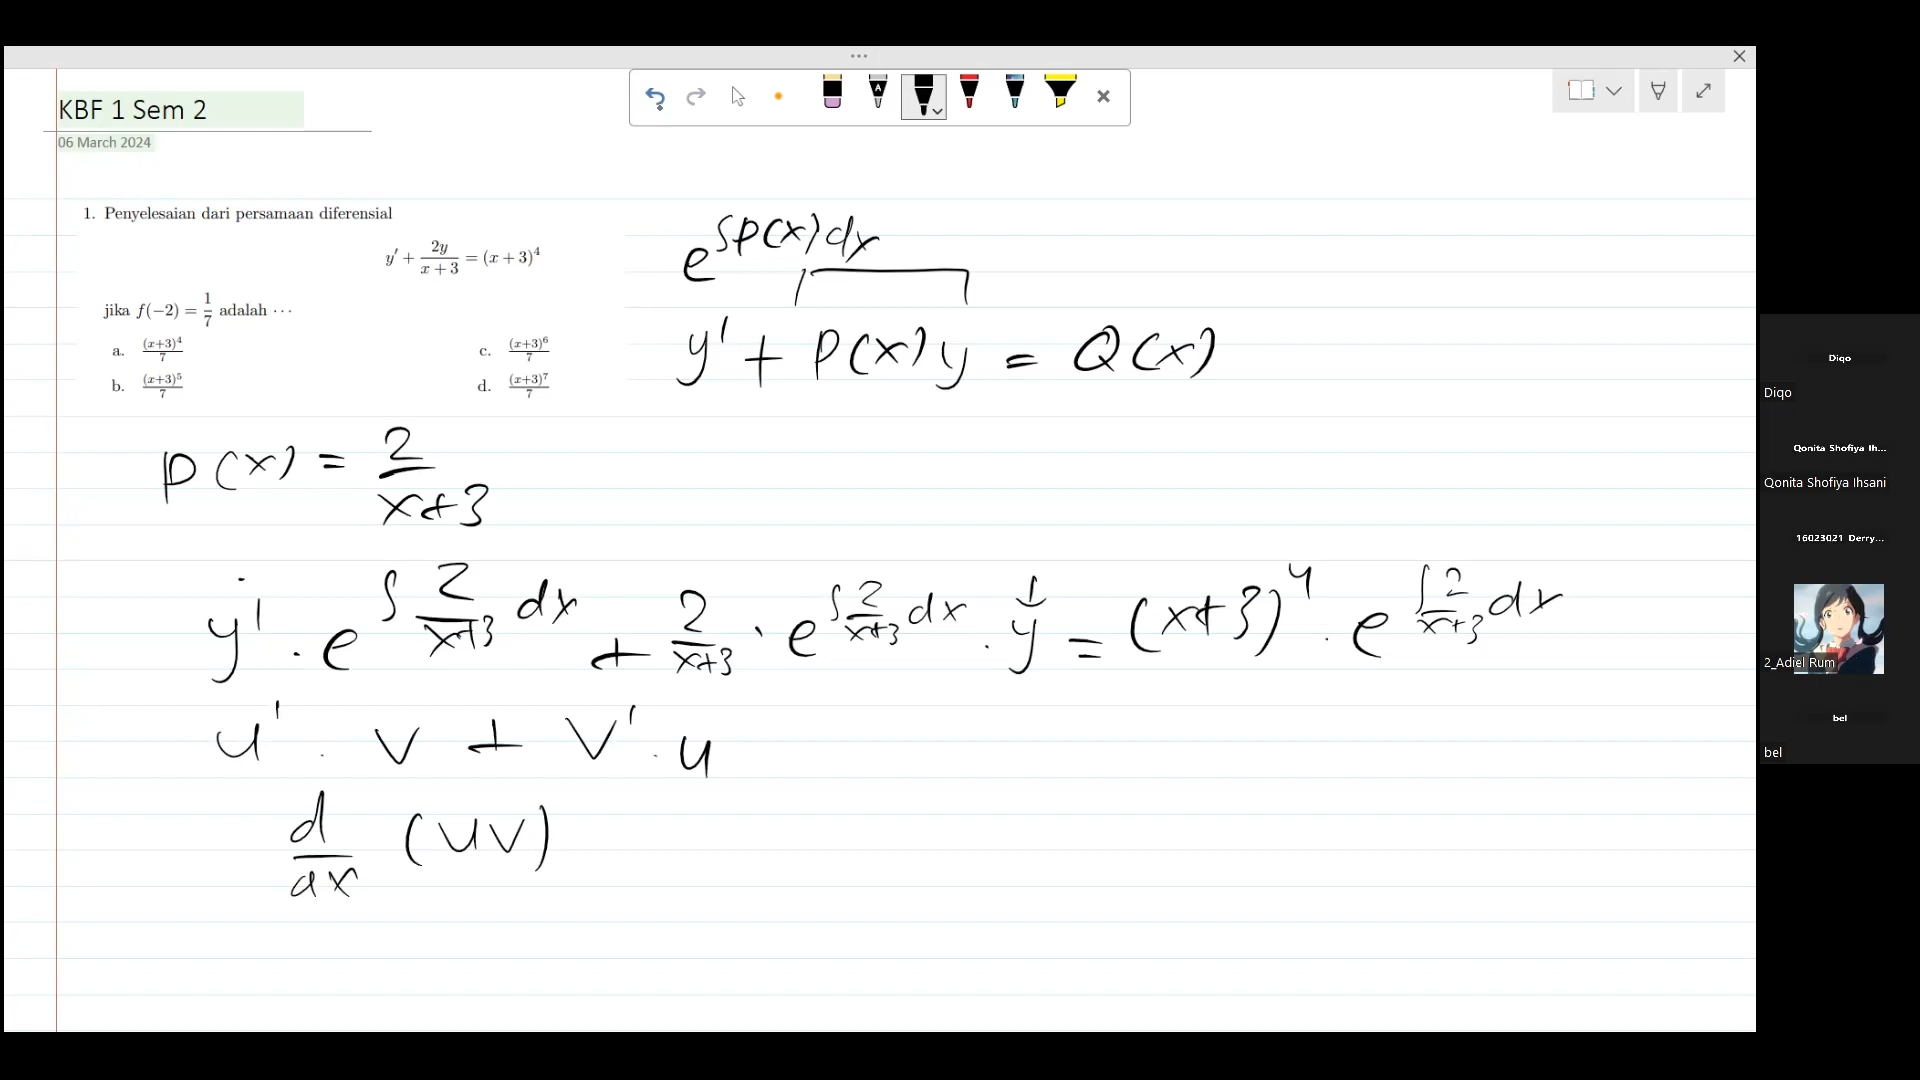 KBF 1 Sem 2
06 March 2024
1. Penyelesaian dari persamaan diferensial
y′ + 2y/(x + 3) = (x + 3)⁴
jika f(−2) = 1/7 adalah ···
a. (x+3)⁴/7
c. (x+3)⁶/7
b. (x+3)⁵/7
d. (x+3)⁷/7
e^∫P(x)dx
y' + P(x)y = Q(x)
P(x) = 2/(x+3)
y' · e^∫2/(x+3) dx + 2/(x+3) · e^∫2/(x+3) dx · y = (x+3)⁴ · e^∫2/(x+3) dx
u' · v + v' · u
d/dx (uv)
A
Diqo
Diqo
Qonita Shofiya Ih...
Qonita Shofiya Ihsani
16023021 Derry...
2_Adiel Rum
bel
bel